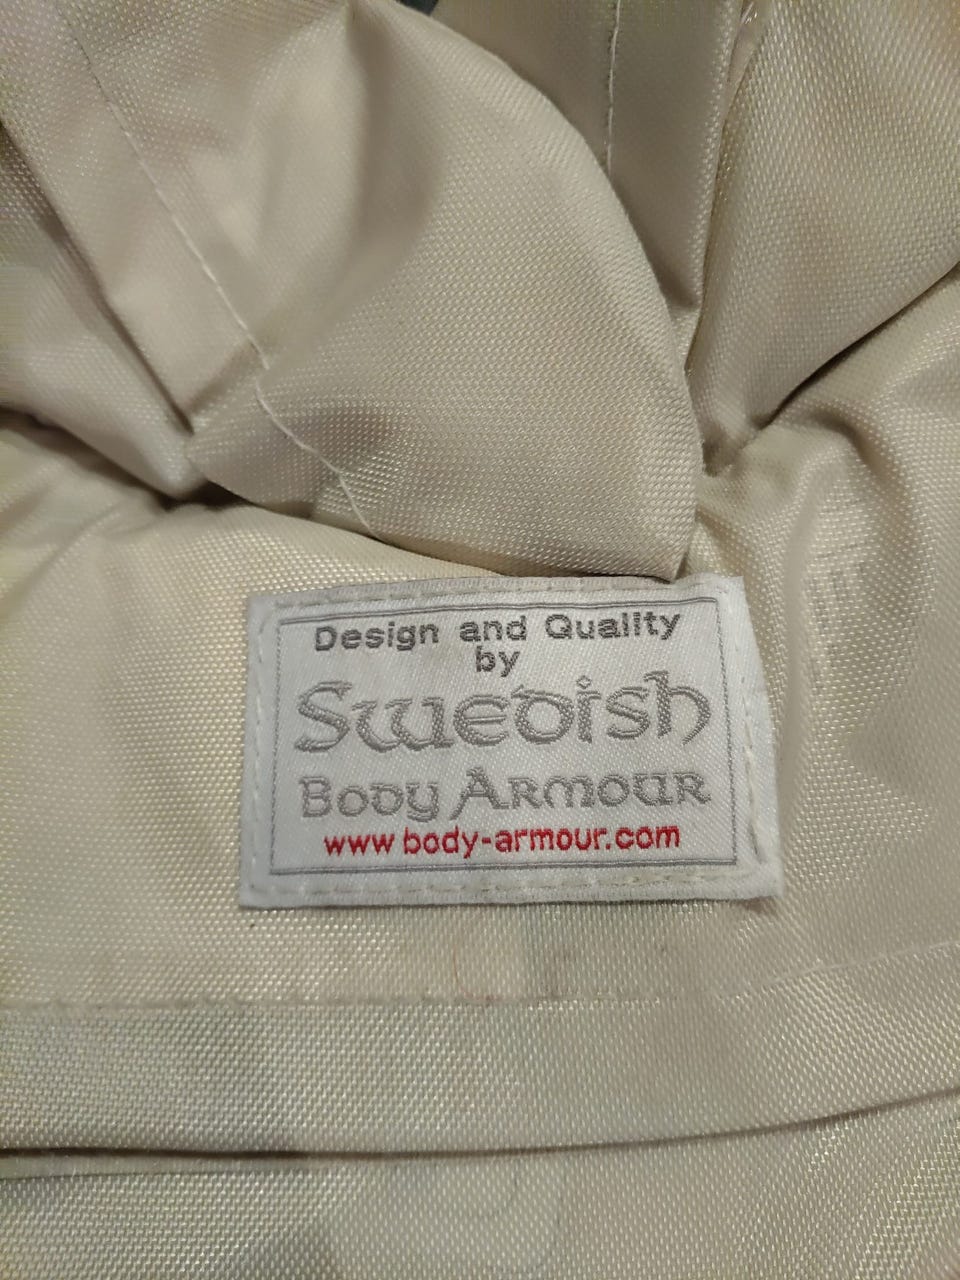 Design and Quality
by
Swedish
Body Armour
www.body-armour.com